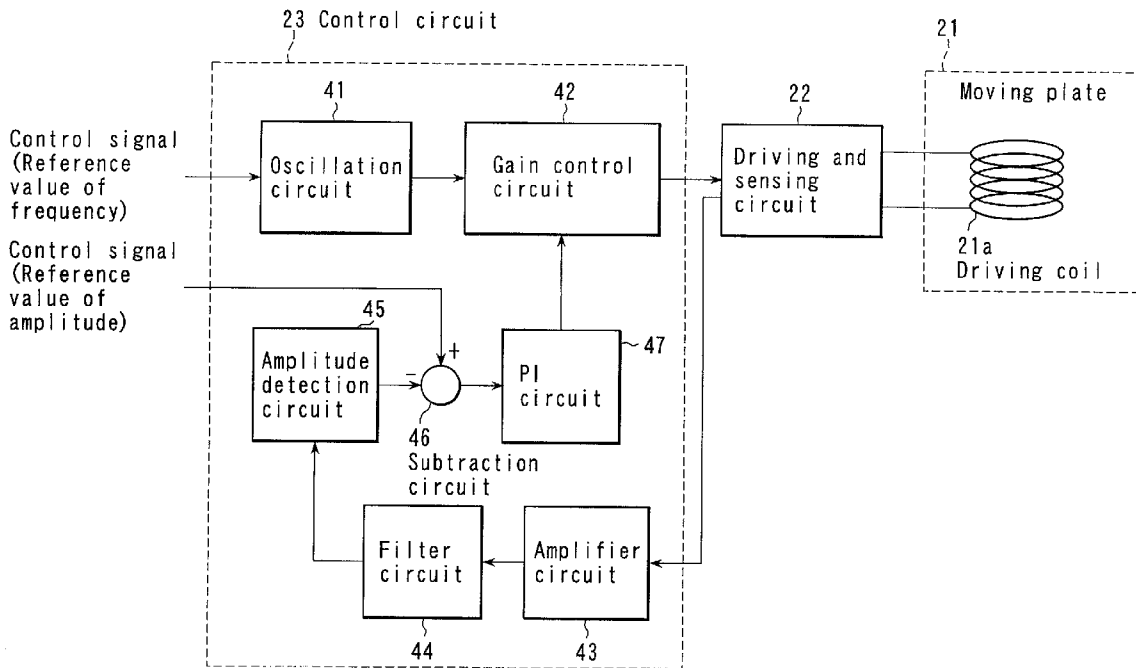 23 Control circuit
21
41
42
22
Moving plate
Control signal
(Reference
value of
frequency)
Oscillation
circuit
Gain control
circuit
Driving and
sensing
circuit
21a
Driving coil
Control signal
(Reference
value of
amplitude)
45
+
47
Amplitude
detection
circuit
-
PI
circuit
46
Subtraction
circuit
Filter
circuit
Amplifier
circuit
44
43